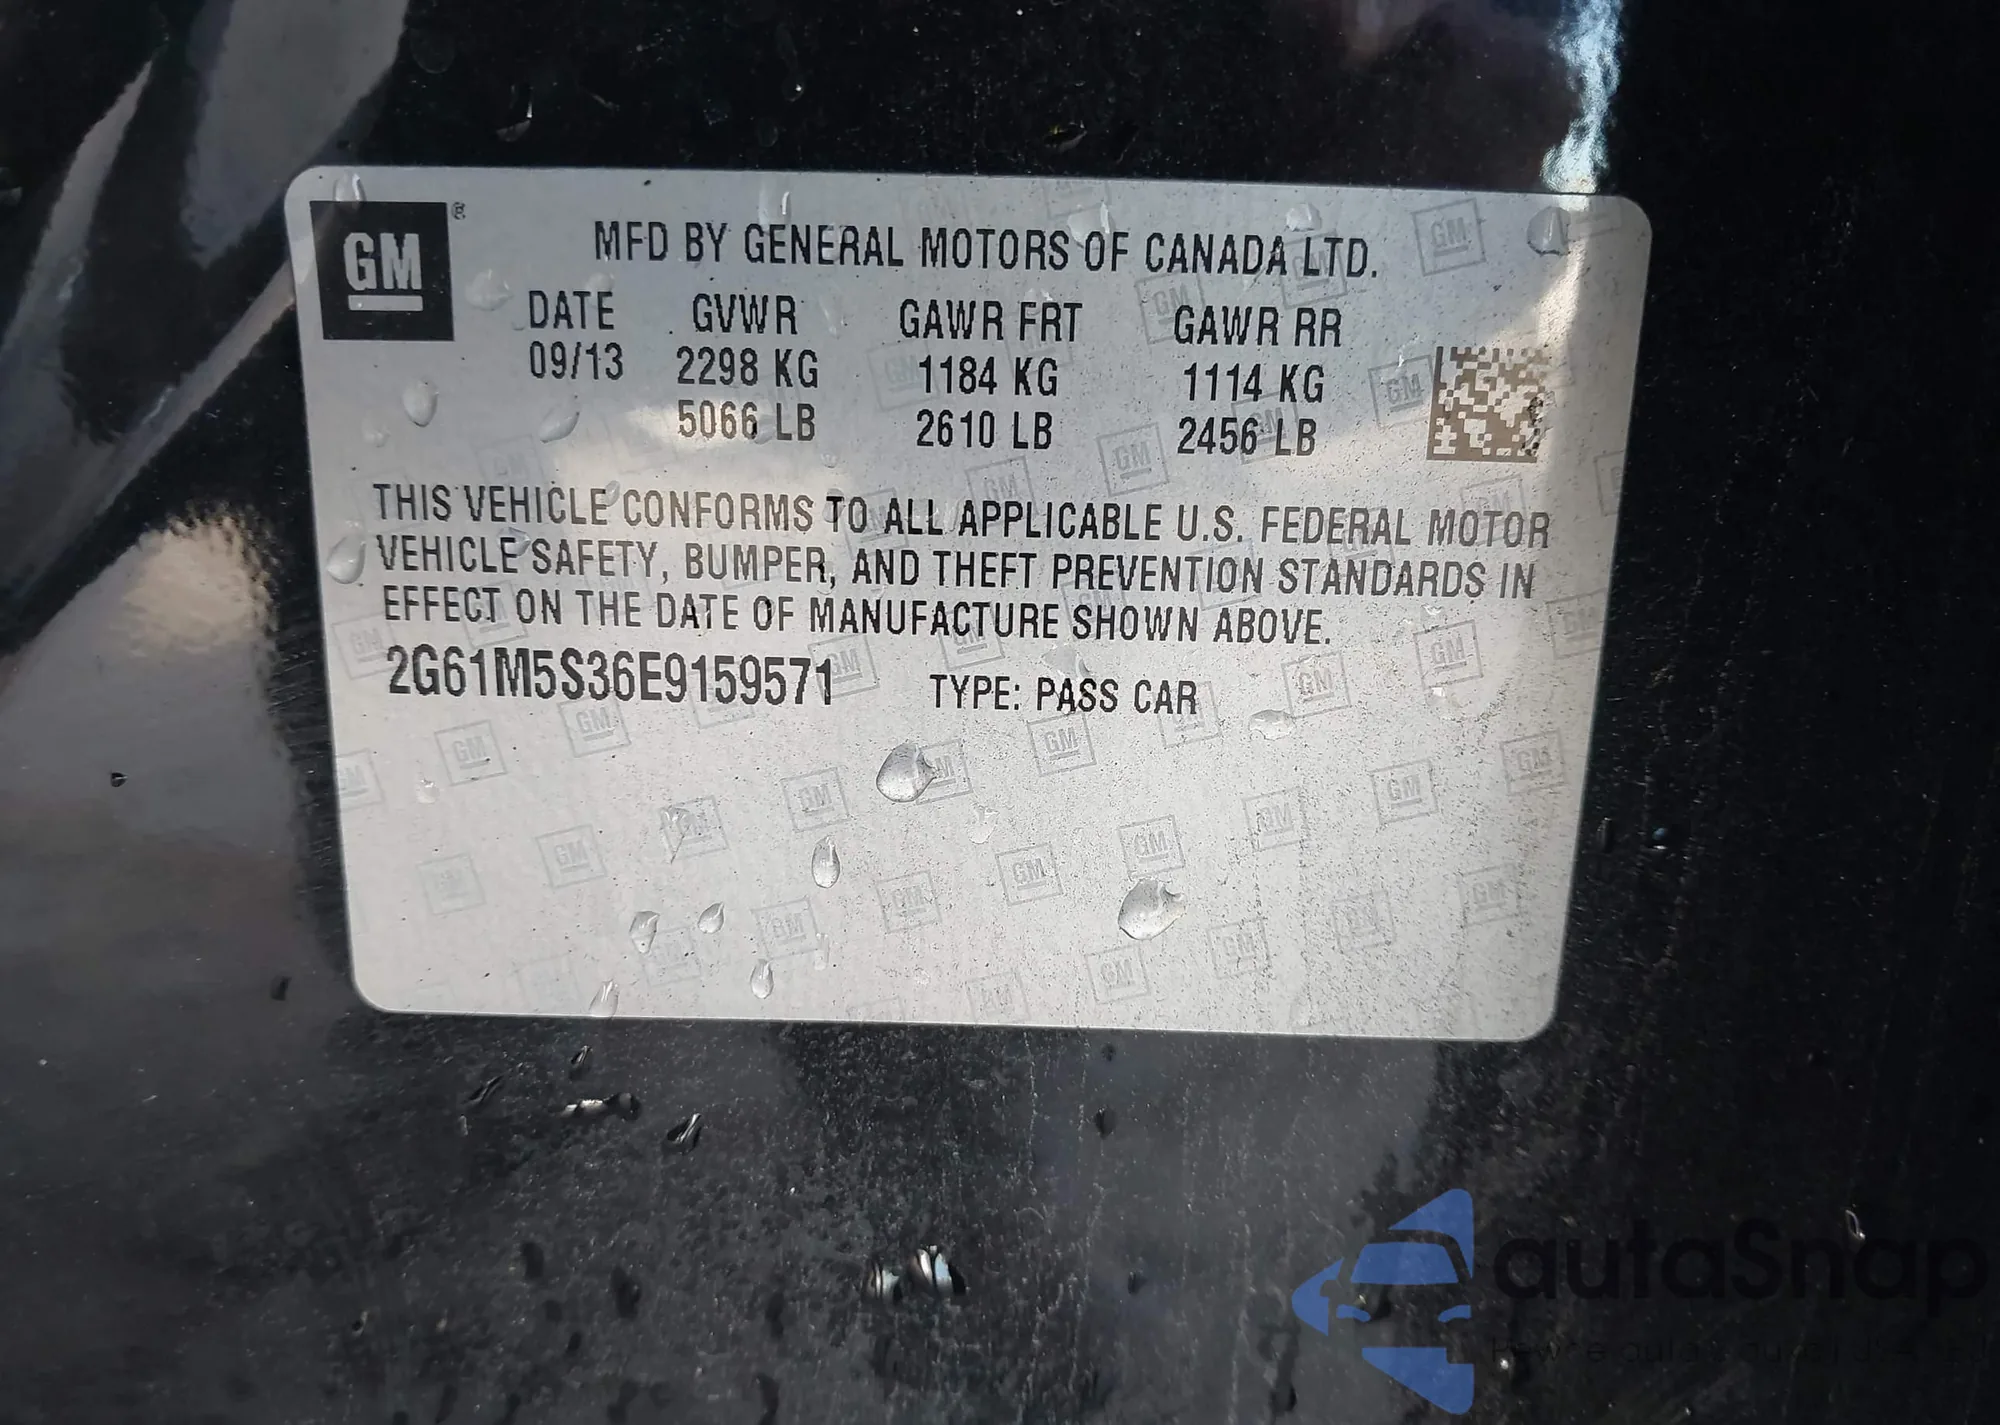 GM®
MFD BY GENERAL MOTORS OF CANADA LTD.
DATE GVWR GAWR FRT GAWR RR
09/13 2298 KG 1184 KG 1114 KG
5066 LB 2610 LB 2456 LB
THIS VEHICLE CONFORMS TO ALL APPLICABLE U.S. FEDERAL MOTOR
VEHICLE SAFETY, BUMPER, AND THEFT PREVENTION STANDARDS IN
EFFECT ON THE DATE OF MANUFACTURE SHOWN ABOVE.
2G61M5S36E9159571 TYPE: PASS CAR
autaSnap